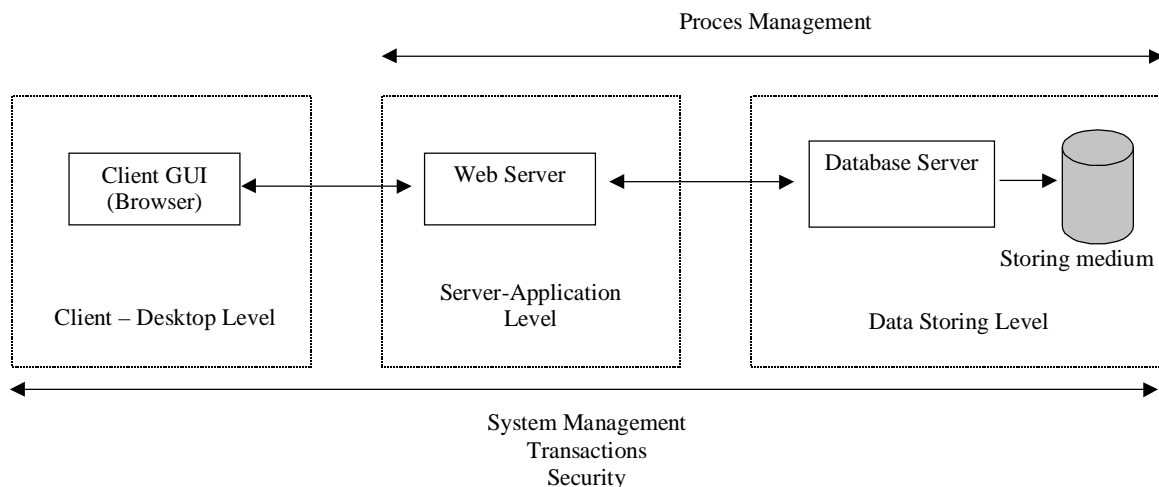 Proces Management
Client GUI
(Browser)
Web Server
Database Server
Storing medium
Client – Desktop Level
Server-Application
Level
Data Storing Level
System Management
Transactions
Security